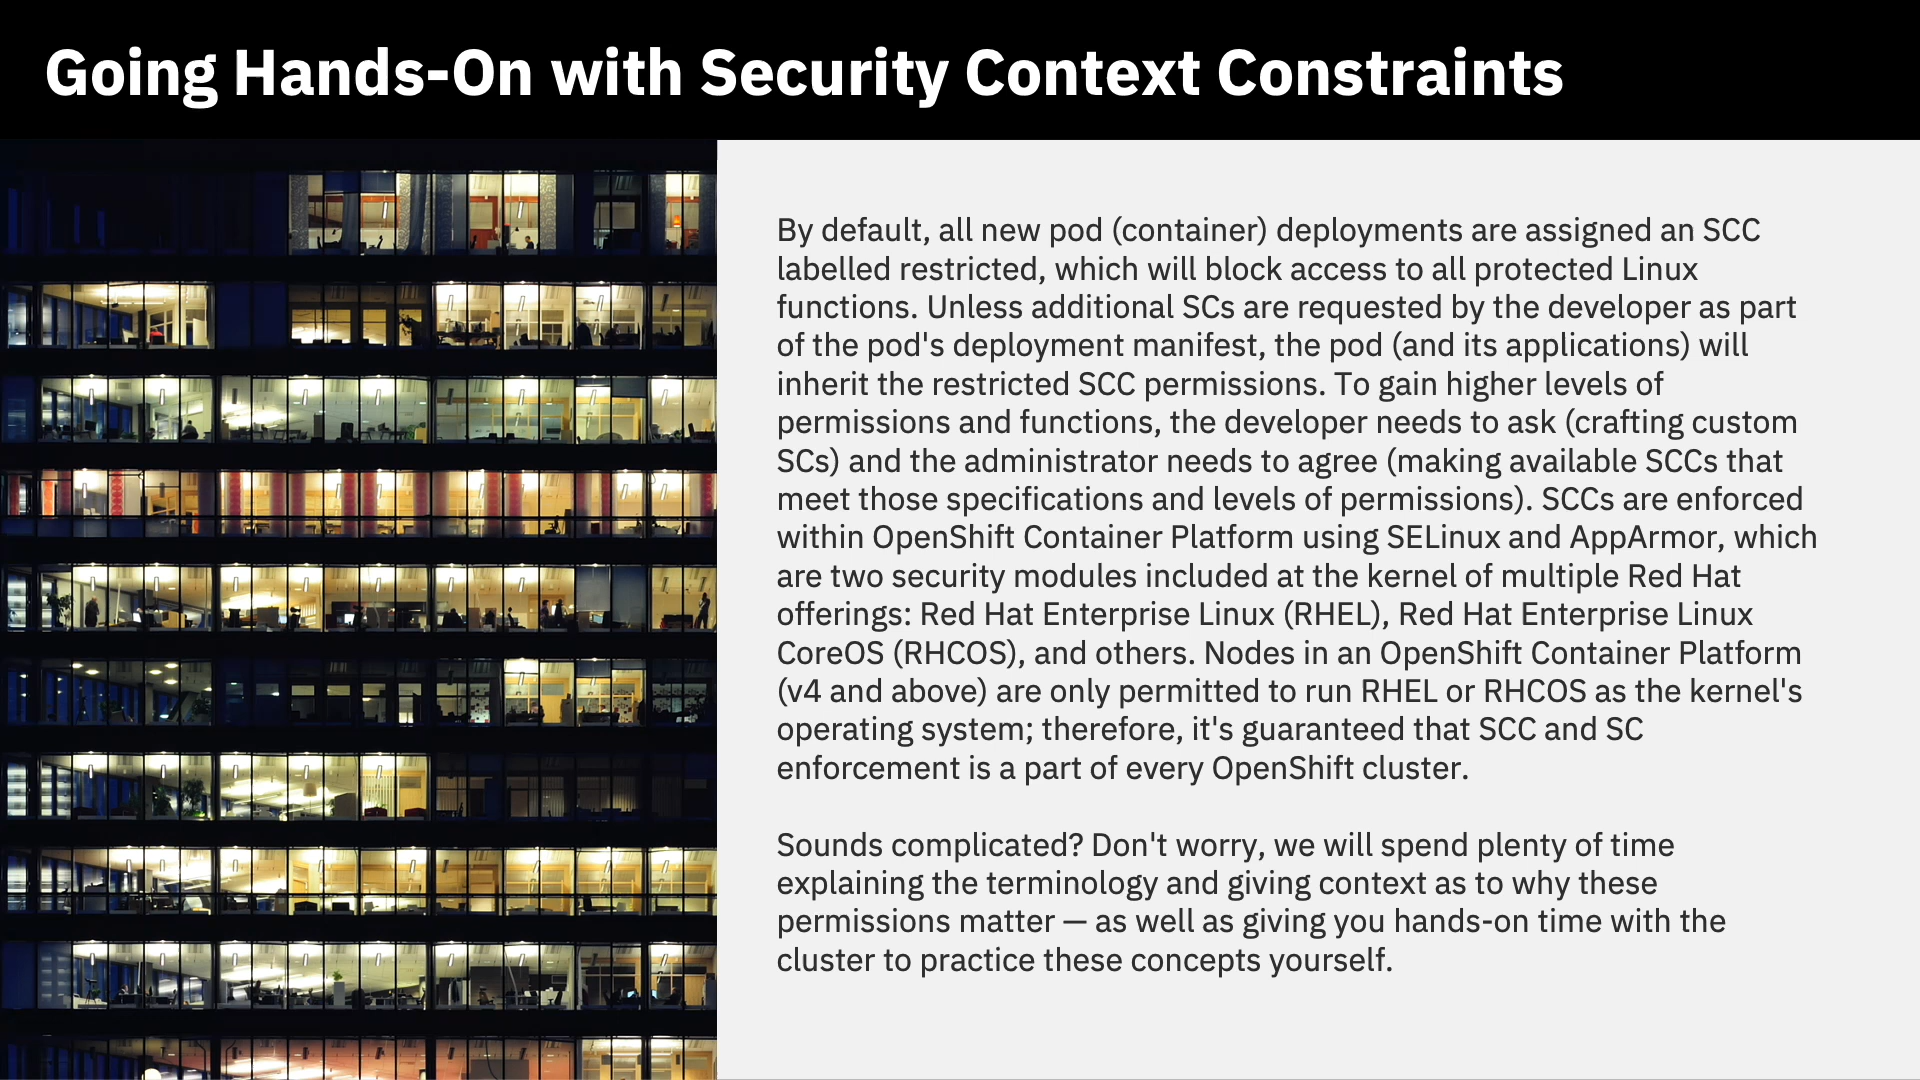 Going Hands-On with Security Context Constraints
By default, all new pod (container) deployments are assigned an SCC
labelled restricted, which will block access to all protected Linux
functions. Unless additional SCs are requested by the developer as part
of the pod's deployment manifest, the pod (and its applications) will
inherit the restricted SCC permissions. To gain higher levels of
permissions and functions, the developer needs to ask (crafting custom
SCs) and the administrator needs to agree (making available SCCs that
meet those specifications and levels of permissions). SCCs are enforced
within OpenShift Container Platform using SELinux and AppArmor, which
are two security modules included at the kernel of multiple Red Hat
offerings: Red Hat Enterprise Linux (RHEL), Red Hat Enterprise Linux
CoreOS (RHCOS), and others. Nodes in an OpenShift Container Platform
(v4 and above) are only permitted to run RHEL or RHCOS as the kernel's
operating system; therefore, it's guaranteed that SCC and SC
enforcement is a part of every OpenShift cluster.
Sounds complicated? Don't worry, we will spend plenty of time
explaining the terminology and giving context as to why these
permissions matter — as well as giving you hands-on time with the
cluster to practice these concepts yourself.